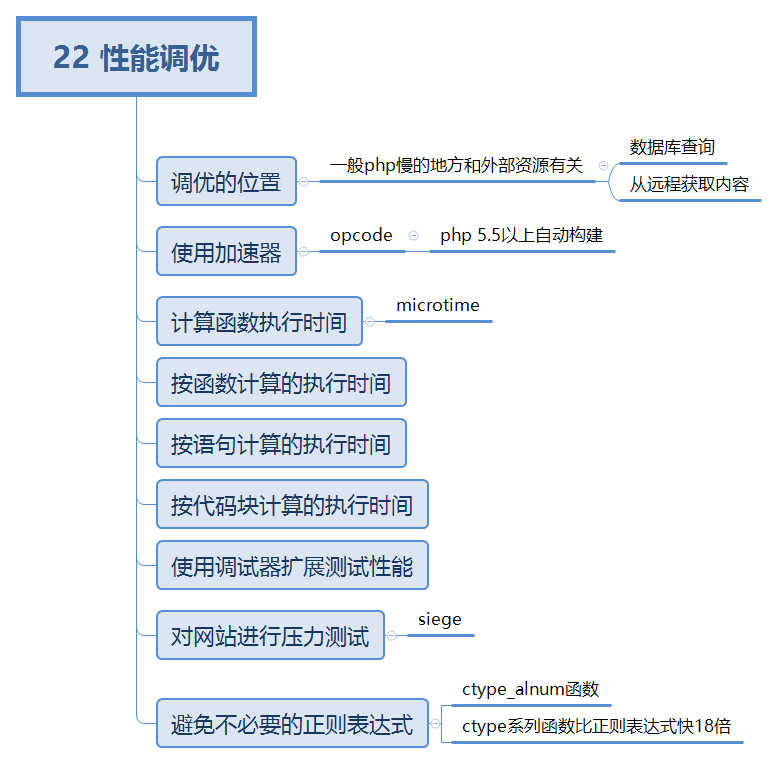 22 性能调优
调优的位置
一般php慢的地方和外部资源有关
数据库查询
从远程获取内容
使用加速器
opcode
php 5.5以上自动构建
计算函数执行时间
microtime
按函数计算的执行时间
按语句计算的执行时间
按代码块计算的执行时间
使用调试器扩展测试性能
对网站进行压力测试
siege
避免不必要的正则表达式
ctype_alnum函数
ctype系列函数比正则表达式快18倍